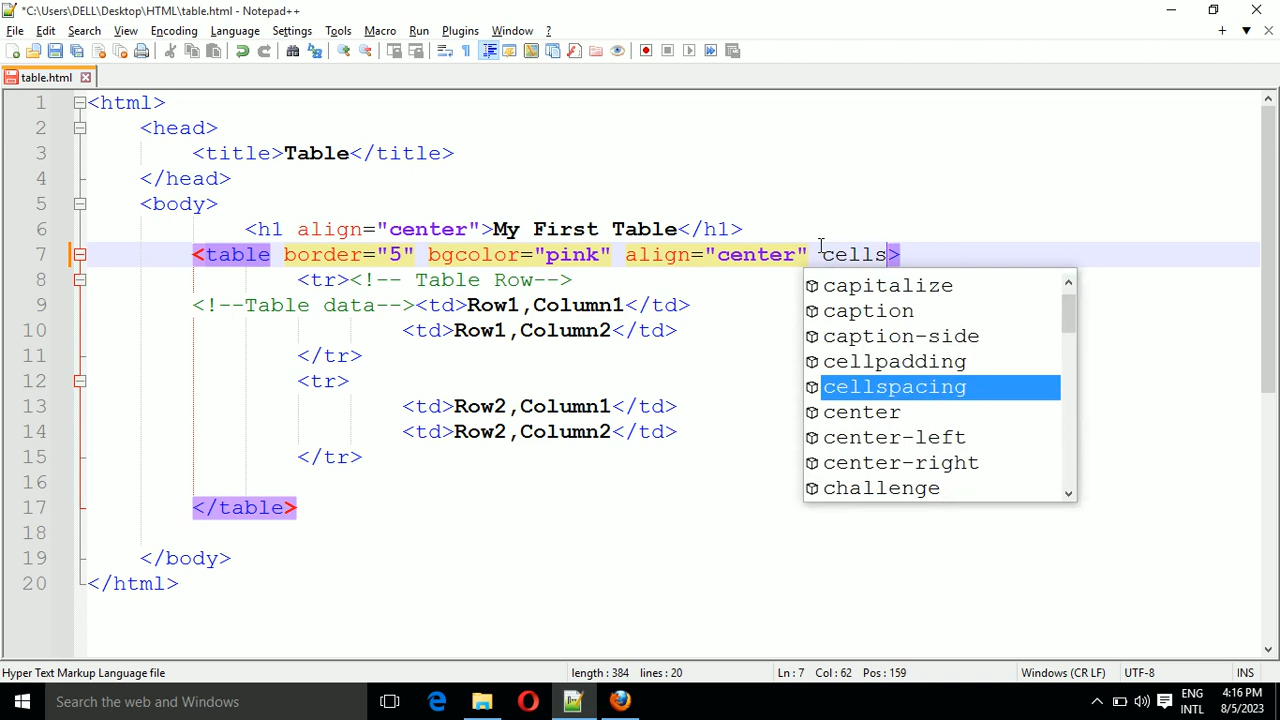 *C:\Users\DELL\Desktop\HTML\table.html - Notepad++
File Edit Search View Encoding Language Settings Tools Macro Run Plugins Window ?
table.html
1 <html>
2 <head>
3 <title>Table</title>
4 </head>
5 <body>
6 <h1 align="center">My First Table</h1>
7 <table border="5" bgcolor="pink" align="center" cells>
8 <tr><!-- Table Row-->
9 <!--Table data--><td>Row1,Column1</td>
10 <td>Row1,Column2</td>
11 </tr>
12 <tr>
13 <td>Row2,Column1</td>
14 <td>Row2,Column2</td>
15 </tr>
16
17 </table>
18
19 </body>
20 </html>
capitalize
caption
caption-side
cellpadding
cellspacing
center
center-left
center-right
challenge
Hyper Text Markup Language file length : 384 lines : 20 Ln : 7 Col : 62 Pos : 159 Windows (CR LF) UTF-8 INS
Search the web and Windows
ENG
INTL
4:16 PM
8/5/2023